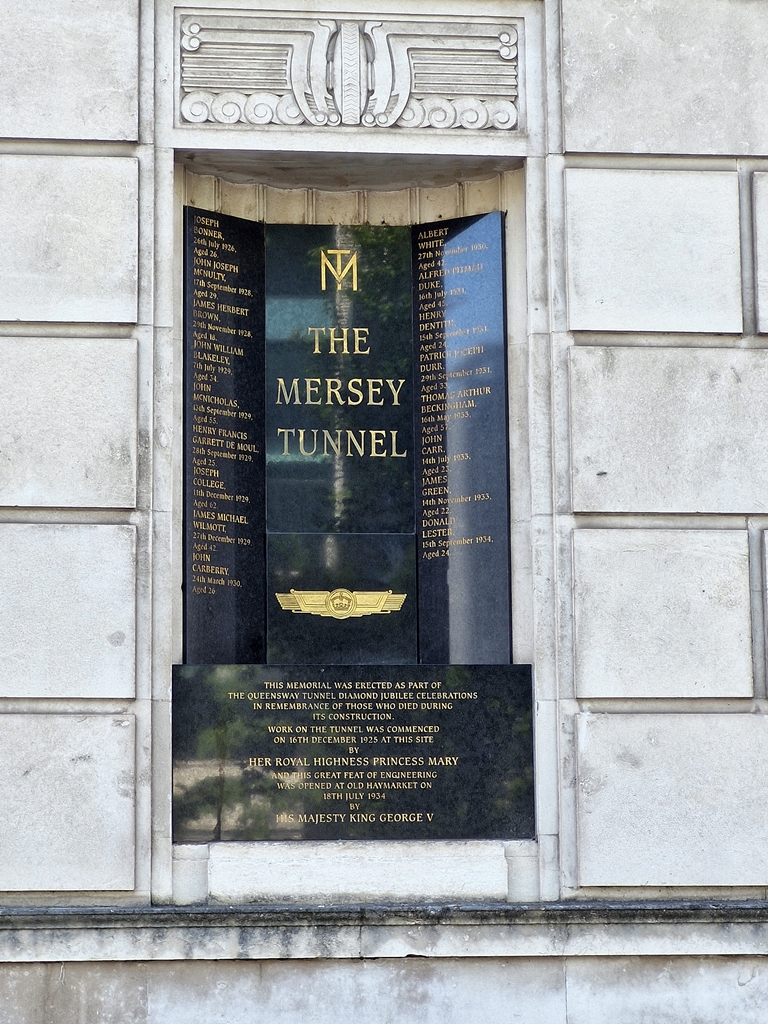 JOSEPH
BONNER,
26th July 1926,
Aged 26.
JOHN JOSEPH
MCNULTY,
17th September 1928,
Aged 29.
JAMES HERBERT
BROWN,
29th November 1928,
Aged 18.
JOHN WILLIAM
BLAKELEY,
7th July 1929,
Aged 34.
JOHN
MCNICHOLAS,
13th September 1929,
Aged 55.
HENRY FRANCIS
GARRETT DE MOUL,
28th September 1929,
Aged 25.
JOSEPH
COLLEGE,
11th December 1929,
Aged 62.
JAMES MICHAEL
WILMOTT,
27th December 1929,
Aged 42.
JOHN
CARBERRY,
24th March 1930,
Aged 26
MT
THE
MERSEY
TUNNEL
ALBERT
WHITE,
27th November 1930,
Aged 42.
ALFRED
DUKE,
16th July 1931,
Aged 45.
HENRY
DENTITH,
15th September 1931,
Aged 24.
PATRICK JOSEPH
DURR,
29th September 1931,
Aged 33.
THOMAS ARTHUR
BECKINGHAM,
16th May 1933,
Aged 57.
JOHN
CARR,
14th July 1933,
Aged 23.
JAMES
GREEN,
14th November 1933,
Aged 22.
DONALD
LESTER,
15th September 1934,
Aged 24.
THIS MEMORIAL WAS ERECTED AS PART OF
THE QUEENSWAY TUNNEL DIAMOND JUBILEE CELEBRATIONS
IN REMEMBRANCE OF THOSE WHO DIED DURING
ITS CONSTRUCTION.
WORK ON THE TUNNEL WAS COMMENCED
ON 16TH DECEMBER 1925 AT THIS SITE
BY
HER ROYAL HIGHNESS PRINCESS MARY
AND THIS GREAT FEAT OF ENGINEERING
WAS OPENED AT OLD HAYMARKET ON
18TH JULY 1934
BY
HIS MAJESTY KING GEORGE V